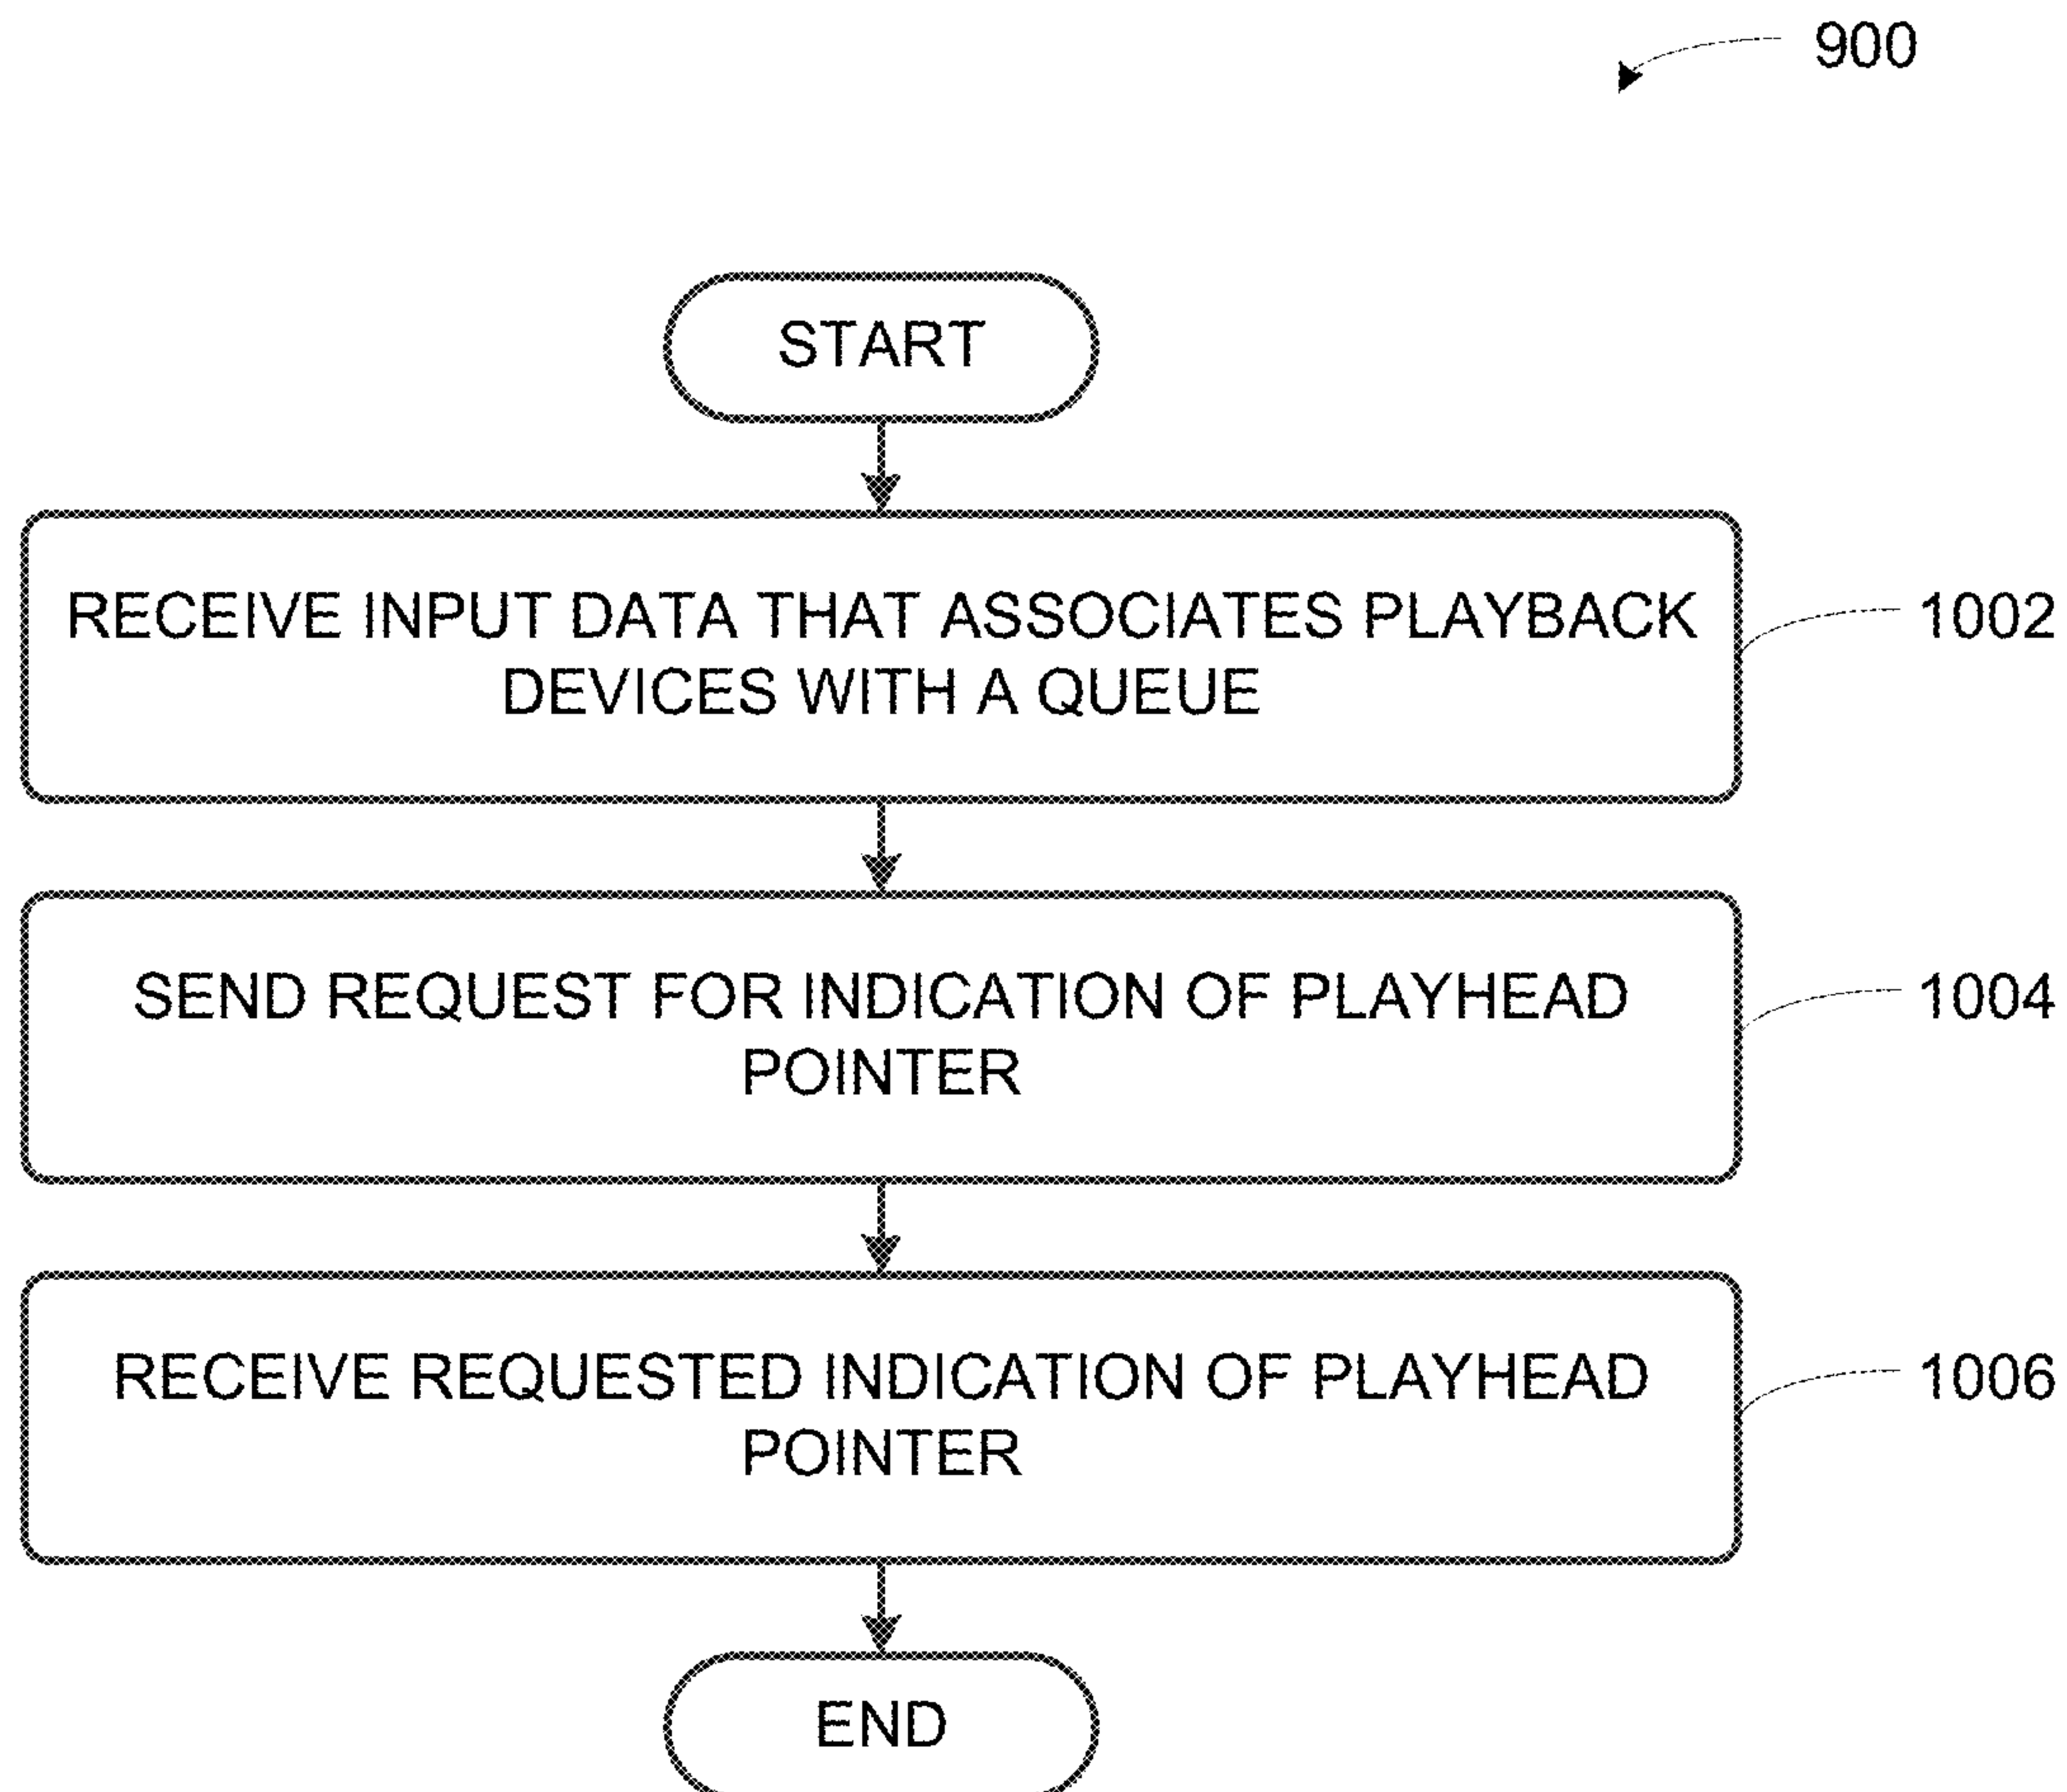 900
START
RECEIVE INPUT DATA THAT ASSOCIATES PLAYBACK
DEVICES WITH A QUEUE
1002
SEND REQUEST FOR INDICATION OF PLAYHEAD
POINTER
1004
RECEIVE REQUESTED INDICATION OF PLAYHEAD
POINTER
1006
END